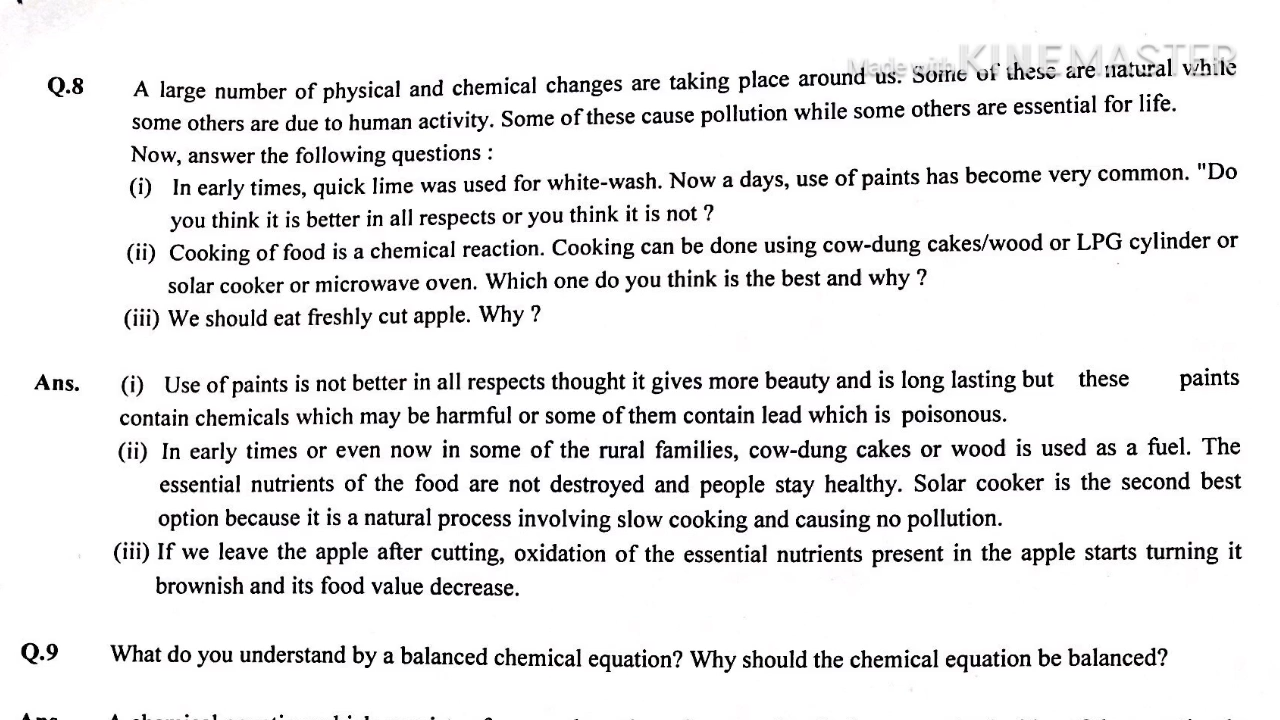 Made with KINEMASTER
Q.8 A large number of physical and chemical changes are taking place around us. Some of these are natural while
some others are due to human activity. Some of these cause pollution while some others are essential for life.
Now, answer the following questions :
(i) In early times, quick lime was used for white-wash. Now a days, use of paints has become very common. "Do
you think it is better in all respects or you think it is not ?
(ii) Cooking of food is a chemical reaction. Cooking can be done using cow-dung cakes/wood or LPG cylinder or
solar cooker or microwave oven. Which one do you think is the best and why ?
(iii) We should eat freshly cut apple. Why ?
Ans. (i) Use of paints is not better in all respects thought it gives more beauty and is long lasting but these paints
contain chemicals which may be harmful or some of them contain lead which is poisonous.
(ii) In early times or even now in some of the rural families, cow-dung cakes or wood is used as a fuel. The
essential nutrients of the food are not destroyed and people stay healthy. Solar cooker is the second best
option because it is a natural process involving slow cooking and causing no pollution.
(iii) If we leave the apple after cutting, oxidation of the essential nutrients present in the apple starts turning it
brownish and its food value decrease.
Q.9 What do you understand by a balanced chemical equation? Why should the chemical equation be balanced?